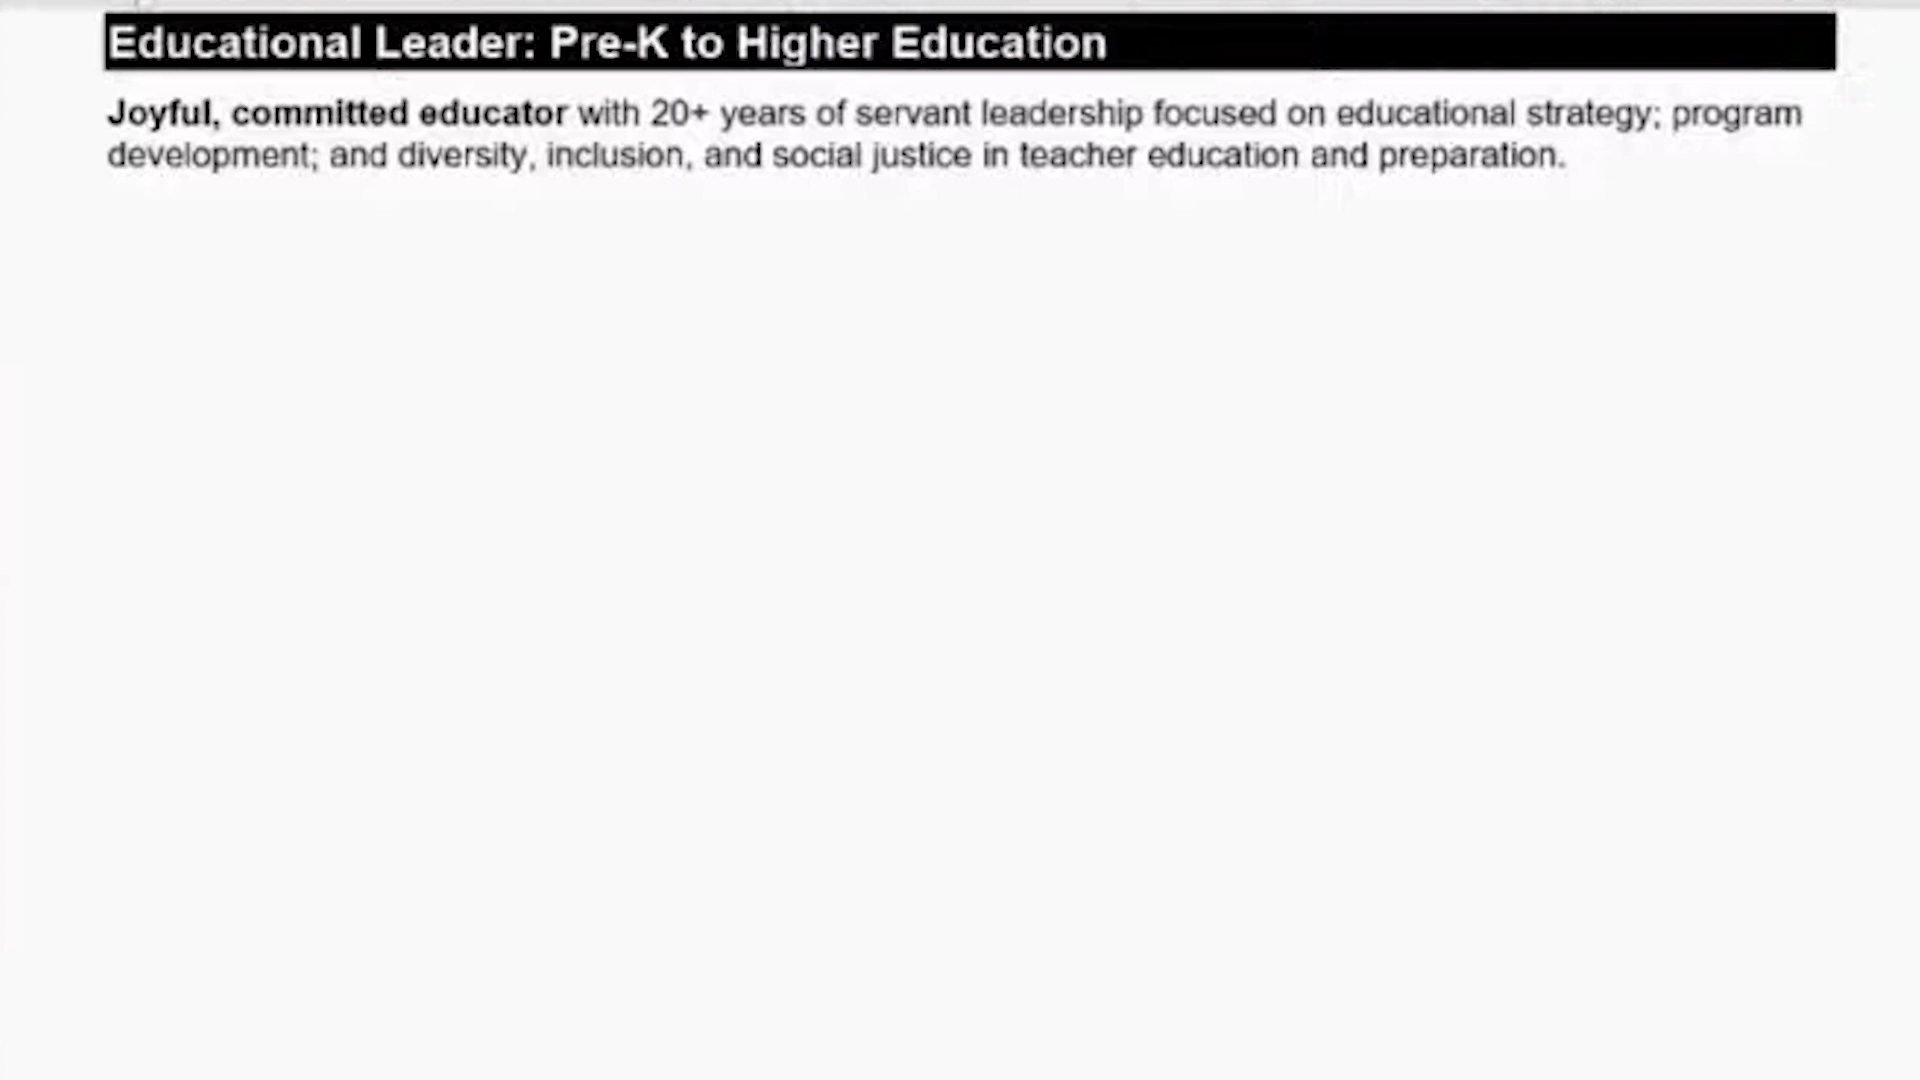 Educational Leader: Pre-K to Higher Education
Joyful, committed educator with 20+ years of servant leadership focused on educational strategy; program
development; and diversity, inclusion, and social justice in teacher education and preparation.